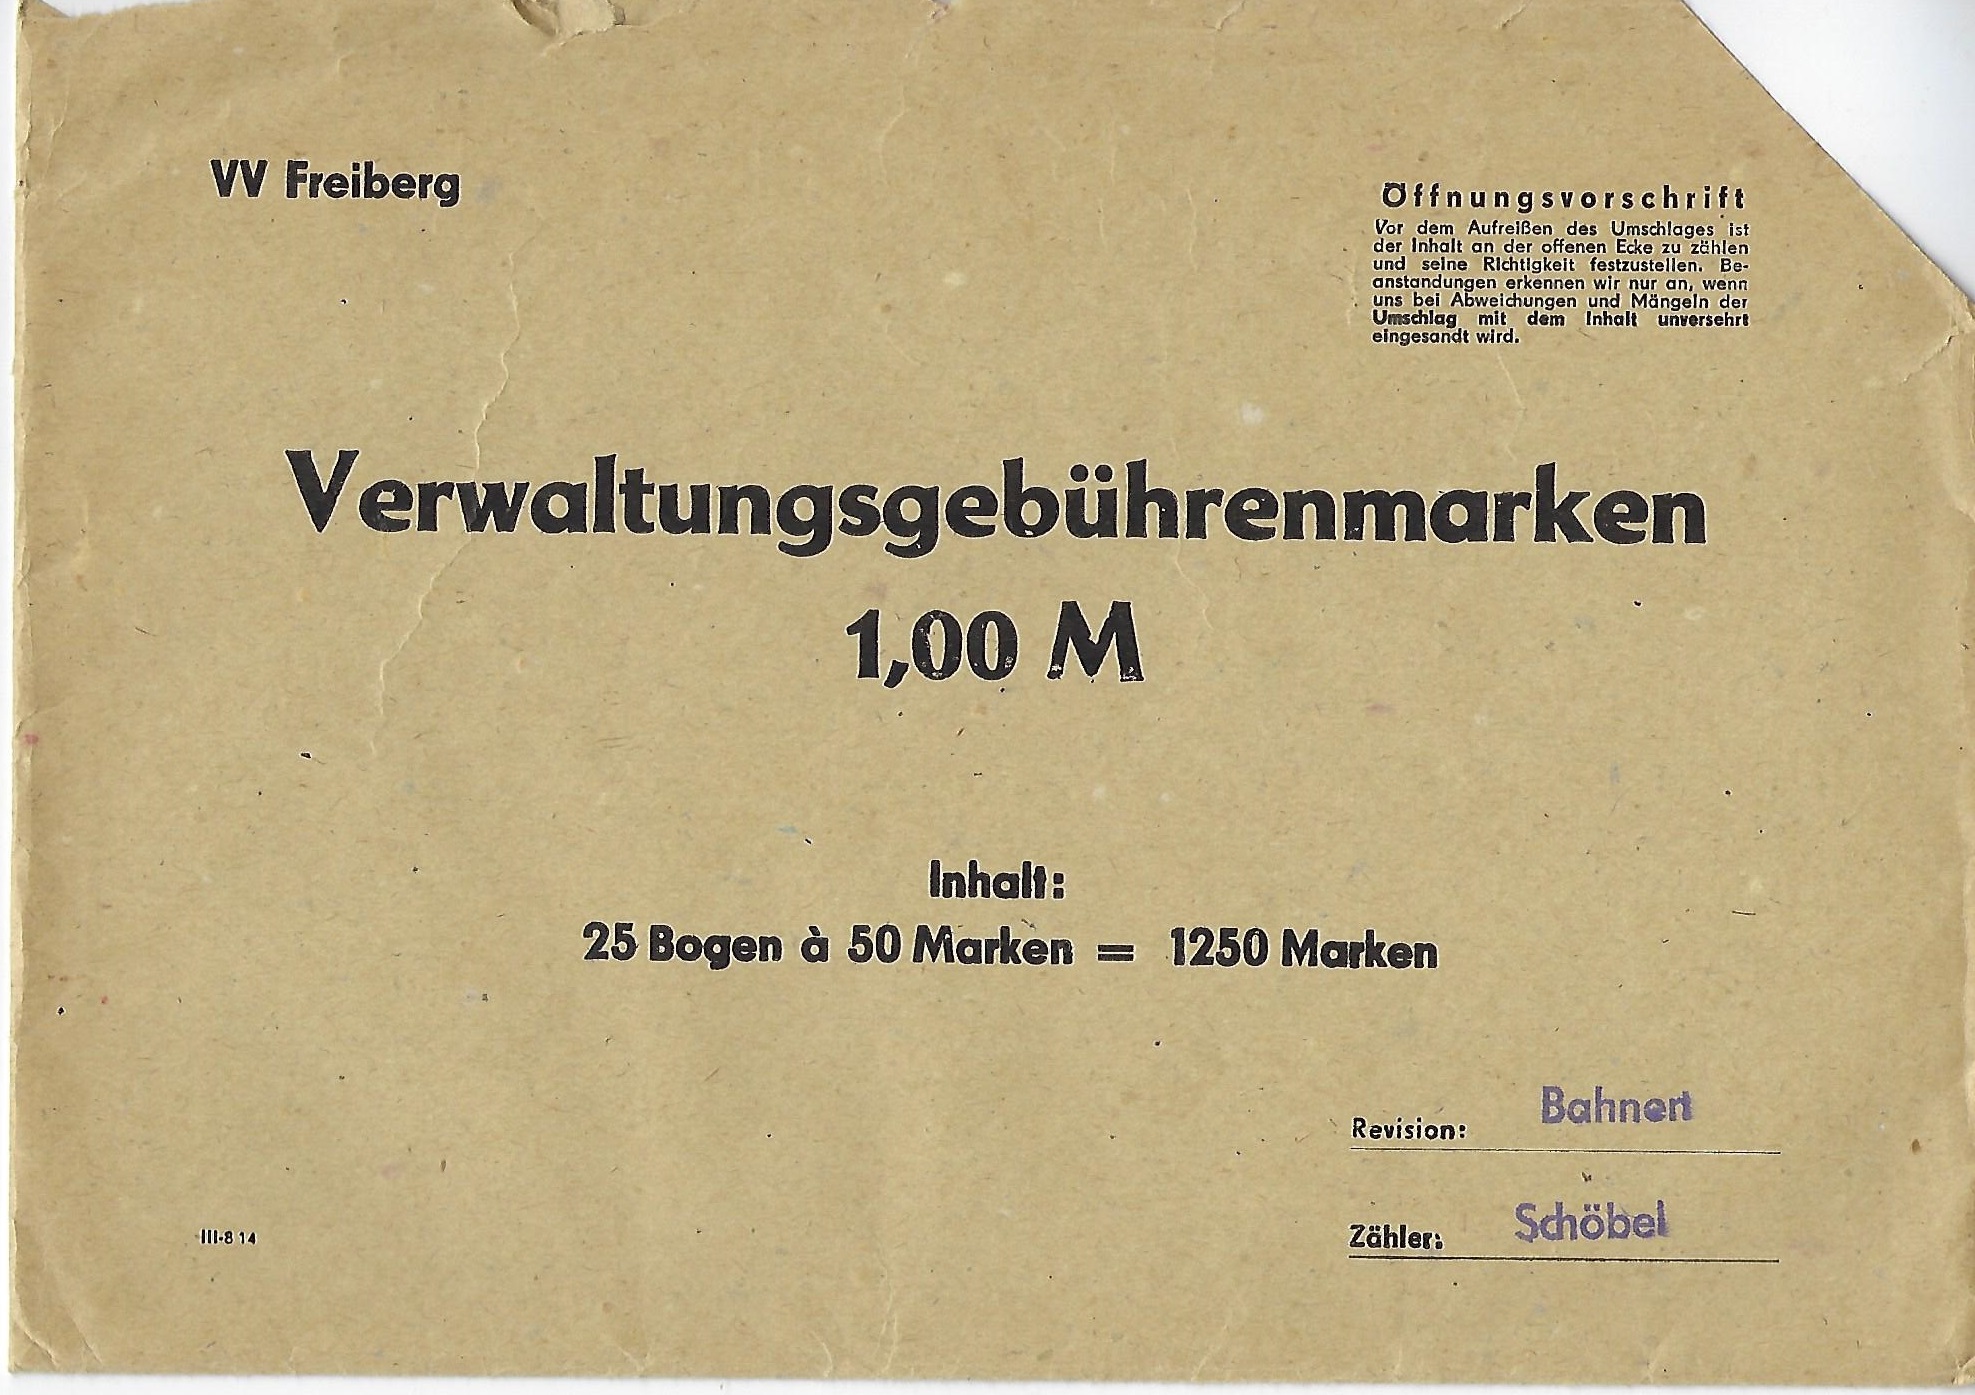 VV Freiberg
Öffnungsvorschrift
Vor dem Aufreißen des Umschlages ist
der Inhalt an der offenen Ecke zu zählen
und seine Richtigkeit festzustellen. Be-
anstandungen erkennen wir nur an, wenn
uns bei Abweichungen und Mängeln der
Umschlag mit dem Inhalt unversehrt
eingesandt wird.
Verwaltungsgebührenmarken
1,00 M
Inhalt:
25 Bogen à 50 Marken = 1250 Marken
Revision: Bahnert
Zähler: Schöbel
III-8 14